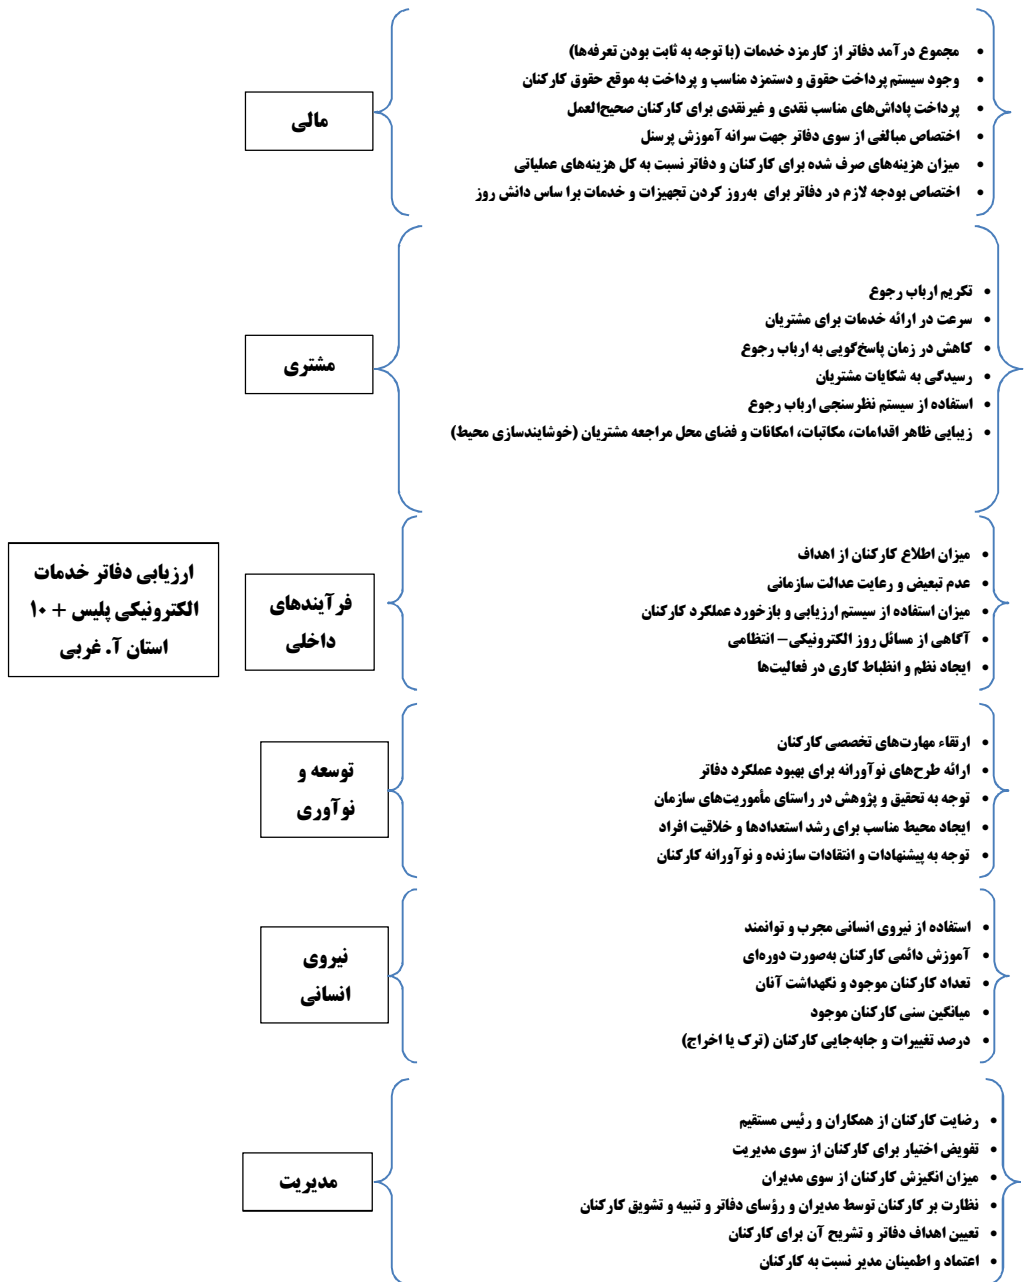 مالی
• مجموع درآمد دفاتر از کارمزد خدمات (با توجه به ثابت بودن تعرفه‌ها)
• وجود سیستم پرداخت حقوق و دستمزد مناسب و پرداخت به موقع حقوق کارکنان
• پرداخت پاداش‌های مناسب نقدی و غیرنقدی برای کارکنان صحیح‌العمل
• اختصاص مبالغی از سوی دفاتر جهت سرانه آموزش پرسنل
• میزان هزینه‌های صرف شده برای کارکنان و دفاتر نسبت به کل هزینه‌های عملیاتی
• اختصاص بودجه لازم در دفاتر برای به‌روز کردن تجهیزات و خدمات برا ساس دانش روز
مشتری
• تکریم ارباب رجوع
• سرعت در ارائه خدمات برای مشتریان
• کاهش در زمان پاسخ‌گویی به ارباب رجوع
• رسیدگی به شکایات مشتریان
• استفاده از سیستم نظرسنجی ارباب رجوع
• زیبایی ظاهر اقدامات، مکاتبات، امکانات و فضای محل مراجعه مشتریان (خوشایندسازی محیط)
ارزیابی دفاتر خدمات
الکترونیکی پلیس + ۱۰
استان آ. غربی
فرآیندهای
داخلی
• میزان اطلاع کارکنان از اهداف
• عدم تبعیض و رعایت عدالت سازمانی
• میزان استفاده از سیستم ارزیابی و بازخورد عملکرد کارکنان
• آگاهی از مسائل روز الکترونیکی– انتظامی
• ایجاد نظم و انظباط کاری در فعالیت‌ها
توسعه و
نوآوری
• ارتقاء مهارت‌های تخصصی کارکنان
• ارائه طرح‌های نوآورانه برای بهبود عملکرد دفاتر
• توجه به تحقیق و پژوهش در راستای مأموریت‌های سازمان
• ایجاد محیط مناسب برای رشد استعدادها و خلاقیت افراد
• توجه به پیشنهادات و انتقادات سازنده و نوآورانه کارکنان
نیروی
انسانی
• استفاده از نیروی انسانی مجرب و توانمند
• آموزش دائمی کارکنان به‌صورت دوره‌ای
• تعداد کارکنان موجود و نگهداشت آنان
• میانگین سنی کارکنان موجود
• درصد تغییرات و جابه‌جایی کارکنان (ترک یا اخراج)
مدیریت
• رضایت کارکنان از همکاران و رئیس مستقیم
• تفویض اختیار برای کارکنان از سوی مدیریت
• میزان انگیزش کارکنان از سوی مدیران
• نظارت بر کارکنان توسط مدیران و رؤسای دفاتر و تنبیه و تشویق کارکنان
• تعیین اهداف دفاتر و تشریح آن برای کارکنان
• اعتماد و اطمینان مدیر نسبت به کارکنان